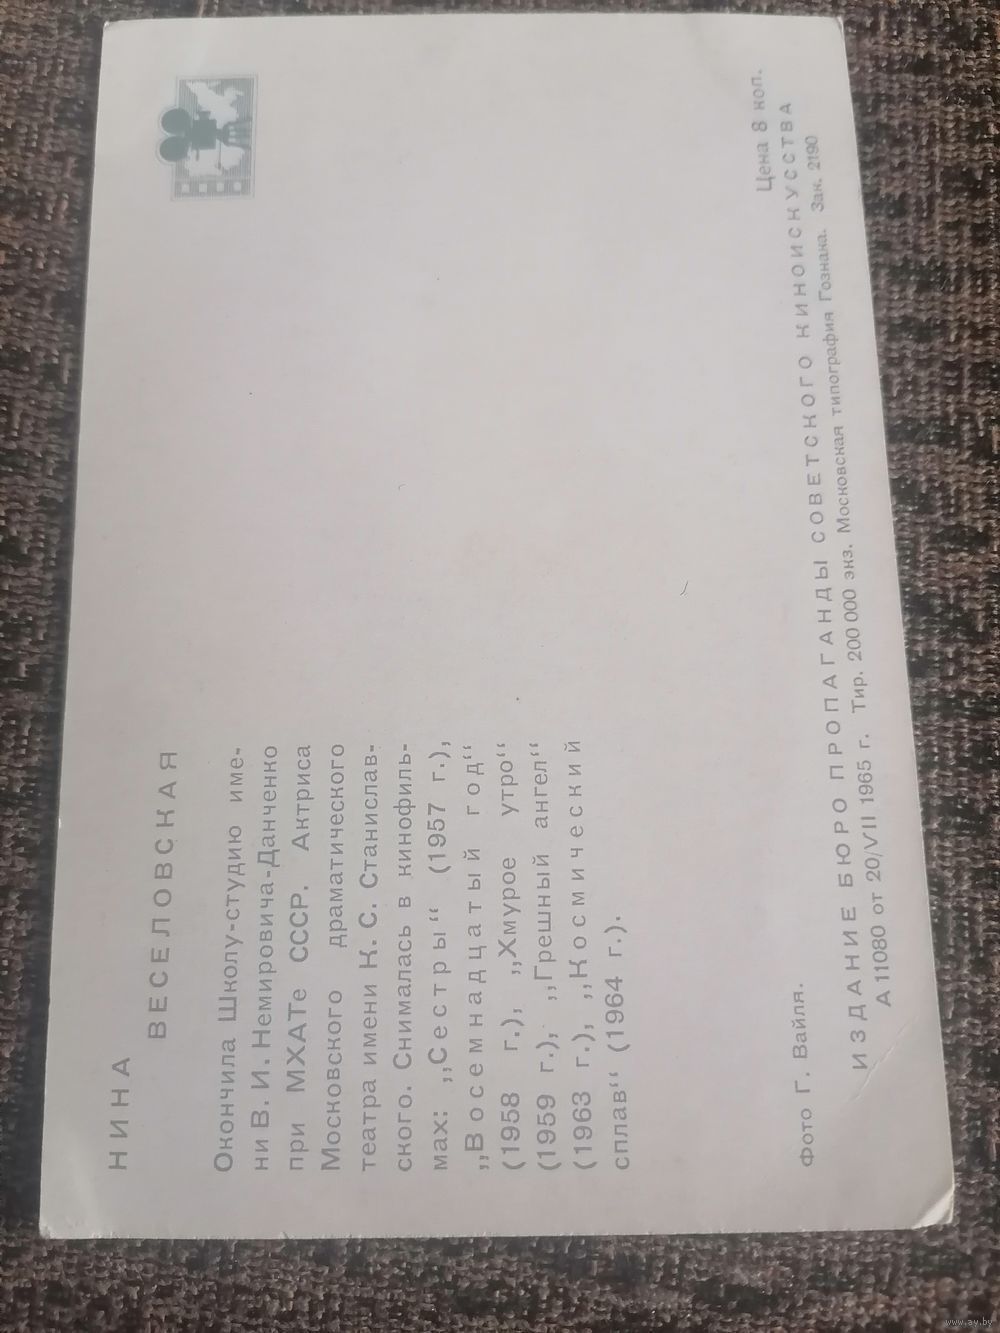 НИНА
ВЕСЕЛОВСКАЯ
Окончила Школу-студию име-
ни В. И. Немировича-Данченко
при МХАТе СССР. Актриса
Московского драматического
театра имени К. С. Станислав-
ского. Снималась в кинофиль-
мах: „Сестры“ (1957 г.),
„Восемнадцатый год“
(1958 г.), „Хмурое утро“
(1959 г.), „Грешный ангел“
(1963 г.), „Космический
сплав“ (1964 г.).
Фото Г. Вайля.
Цена 8 коп.
ИЗДАНИЕ БЮРО ПРОПАГАНДЫ СОВЕТСКОГО КИНОИСКУССТВА
А 11080 от 20/VII 1965 г. Тир. 200 000 экз. Московская типография Гознака. Зак. 2190
www.ay.by